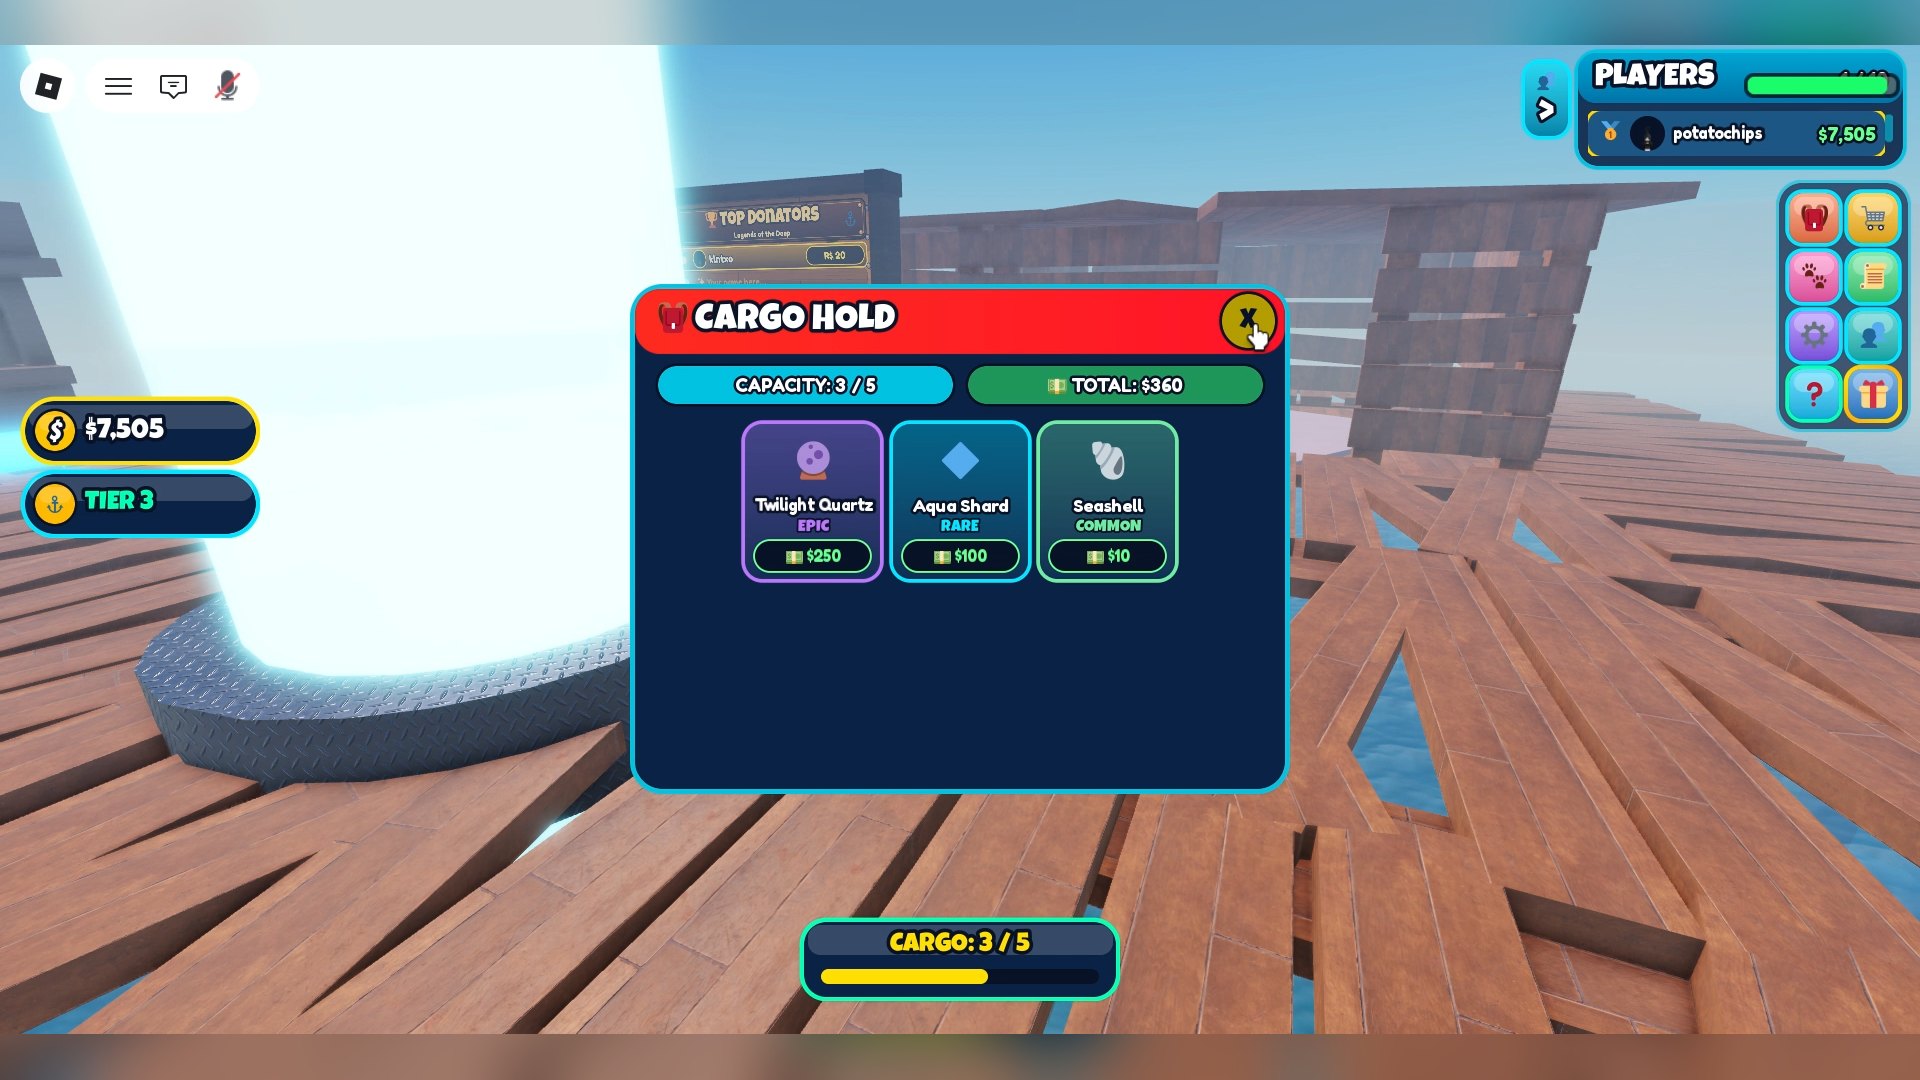 PLAYERS
potatochips
$7,505
TOP DONATORS
Legends of the Deep
R$ 20
CARGO HOLD
X
CAPACITY: 3 / 5
TOTAL: $360
Twilight Quartz
EPIC
$250
Aqua Shard
RARE
$100
Seashell
COMMON
$10
$7,505
TIER 3
CARGO: 3 / 5